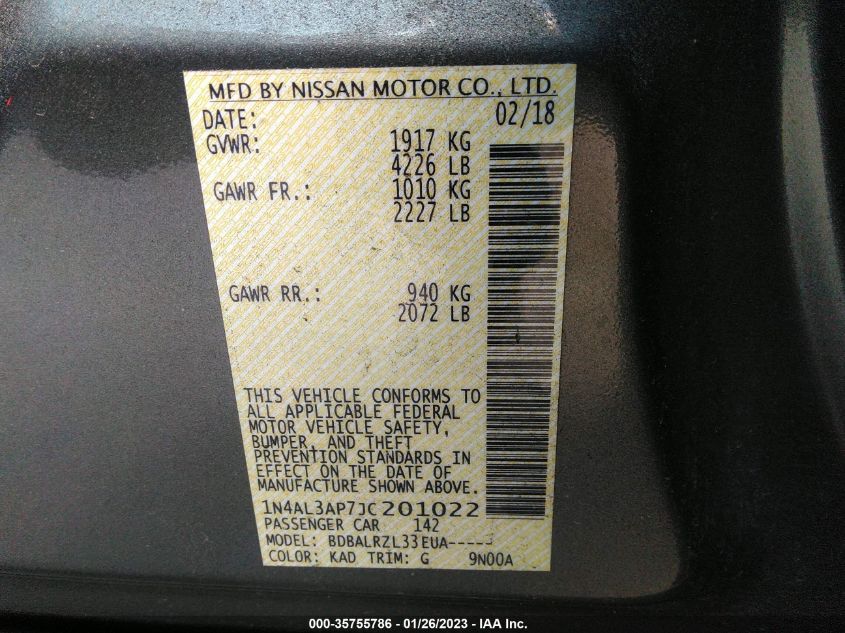 MFD BY NISSAN MOTOR CO., LTD.
DATE: 02/18
GVWR: 1917 KG
4226 LB
GAWR FR.: 1010 KG
2227 LB
GAWR RR.: 940 KG
2072 LB
THIS VEHICLE CONFORMS TO
ALL APPLICABLE FEDERAL
MOTOR VEHICLE SAFETY,
BUMPER, AND THEFT
PREVENTION STANDARDS IN
EFFECT ON THE DATE OF
MANUFACTURE SHOWN ABOVE.
1N4AL3AP7JC201022
PASSENGER CAR 142
MODEL: BDBALRZL33EUA-----
COLOR: KAD TRIM: G 9N00A
000-35755786 - 01/26/2023 - IAA Inc.